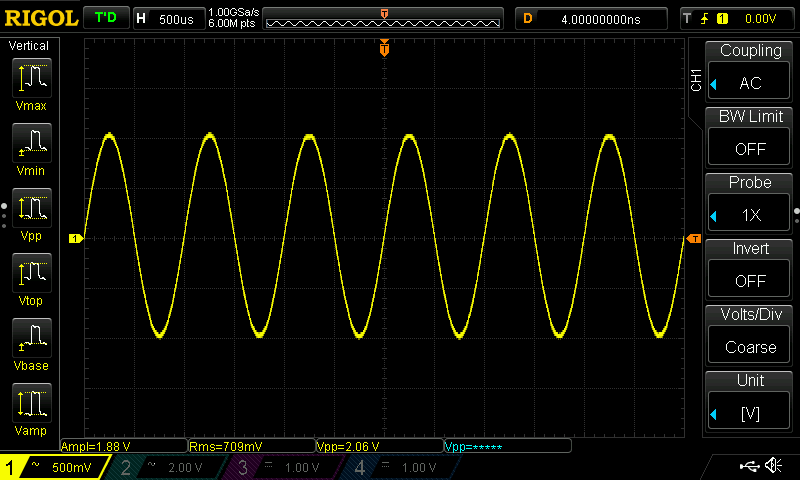 RIGOL T'D H 500us 1.00GSa/s 6.00M pts T D 4.00000000ns T 1 0.00V
Vertical
Vmax
Vmin
Vpp
Vtop
Vbase
Vamp
T
1
T
CH1
Coupling
AC
BW Limit
OFF
Probe
1X
Invert
OFF
Volts/Div
Coarse
Unit
[V]
Ampl=1.88 V Rms=709mV Vpp=2.06 V Vpp=*****
1 ~ 500mV 2 ~ 2.00 V 3 = 1.00 V 4 = 1.00 V